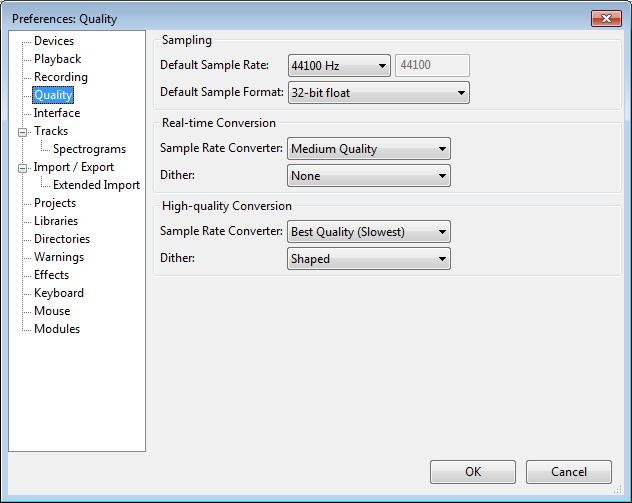 Preferences: Quality
Devices
Playback
Recording
Quality
Interface
Tracks
Spectrograms
Import / Export
Extended Import
Projects
Libraries
Directories
Warnings
Effects
Keyboard
Mouse
Modules
Sampling
Default Sample Rate: 44100 Hz 44100
Default Sample Format: 32-bit float
Real-time Conversion
Sample Rate Converter: Medium Quality
Dither: None
High-quality Conversion
Sample Rate Converter: Best Quality (Slowest)
Dither: Shaped
OK Cancel